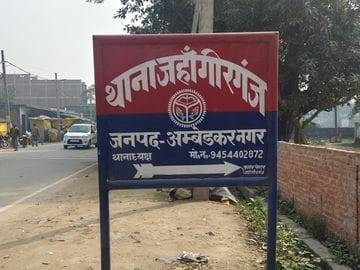 थाना जहाँगीरगंज
जनपद-अम्बेडकरनगर
थानाध्यक्ष मो.नं. 9454402872